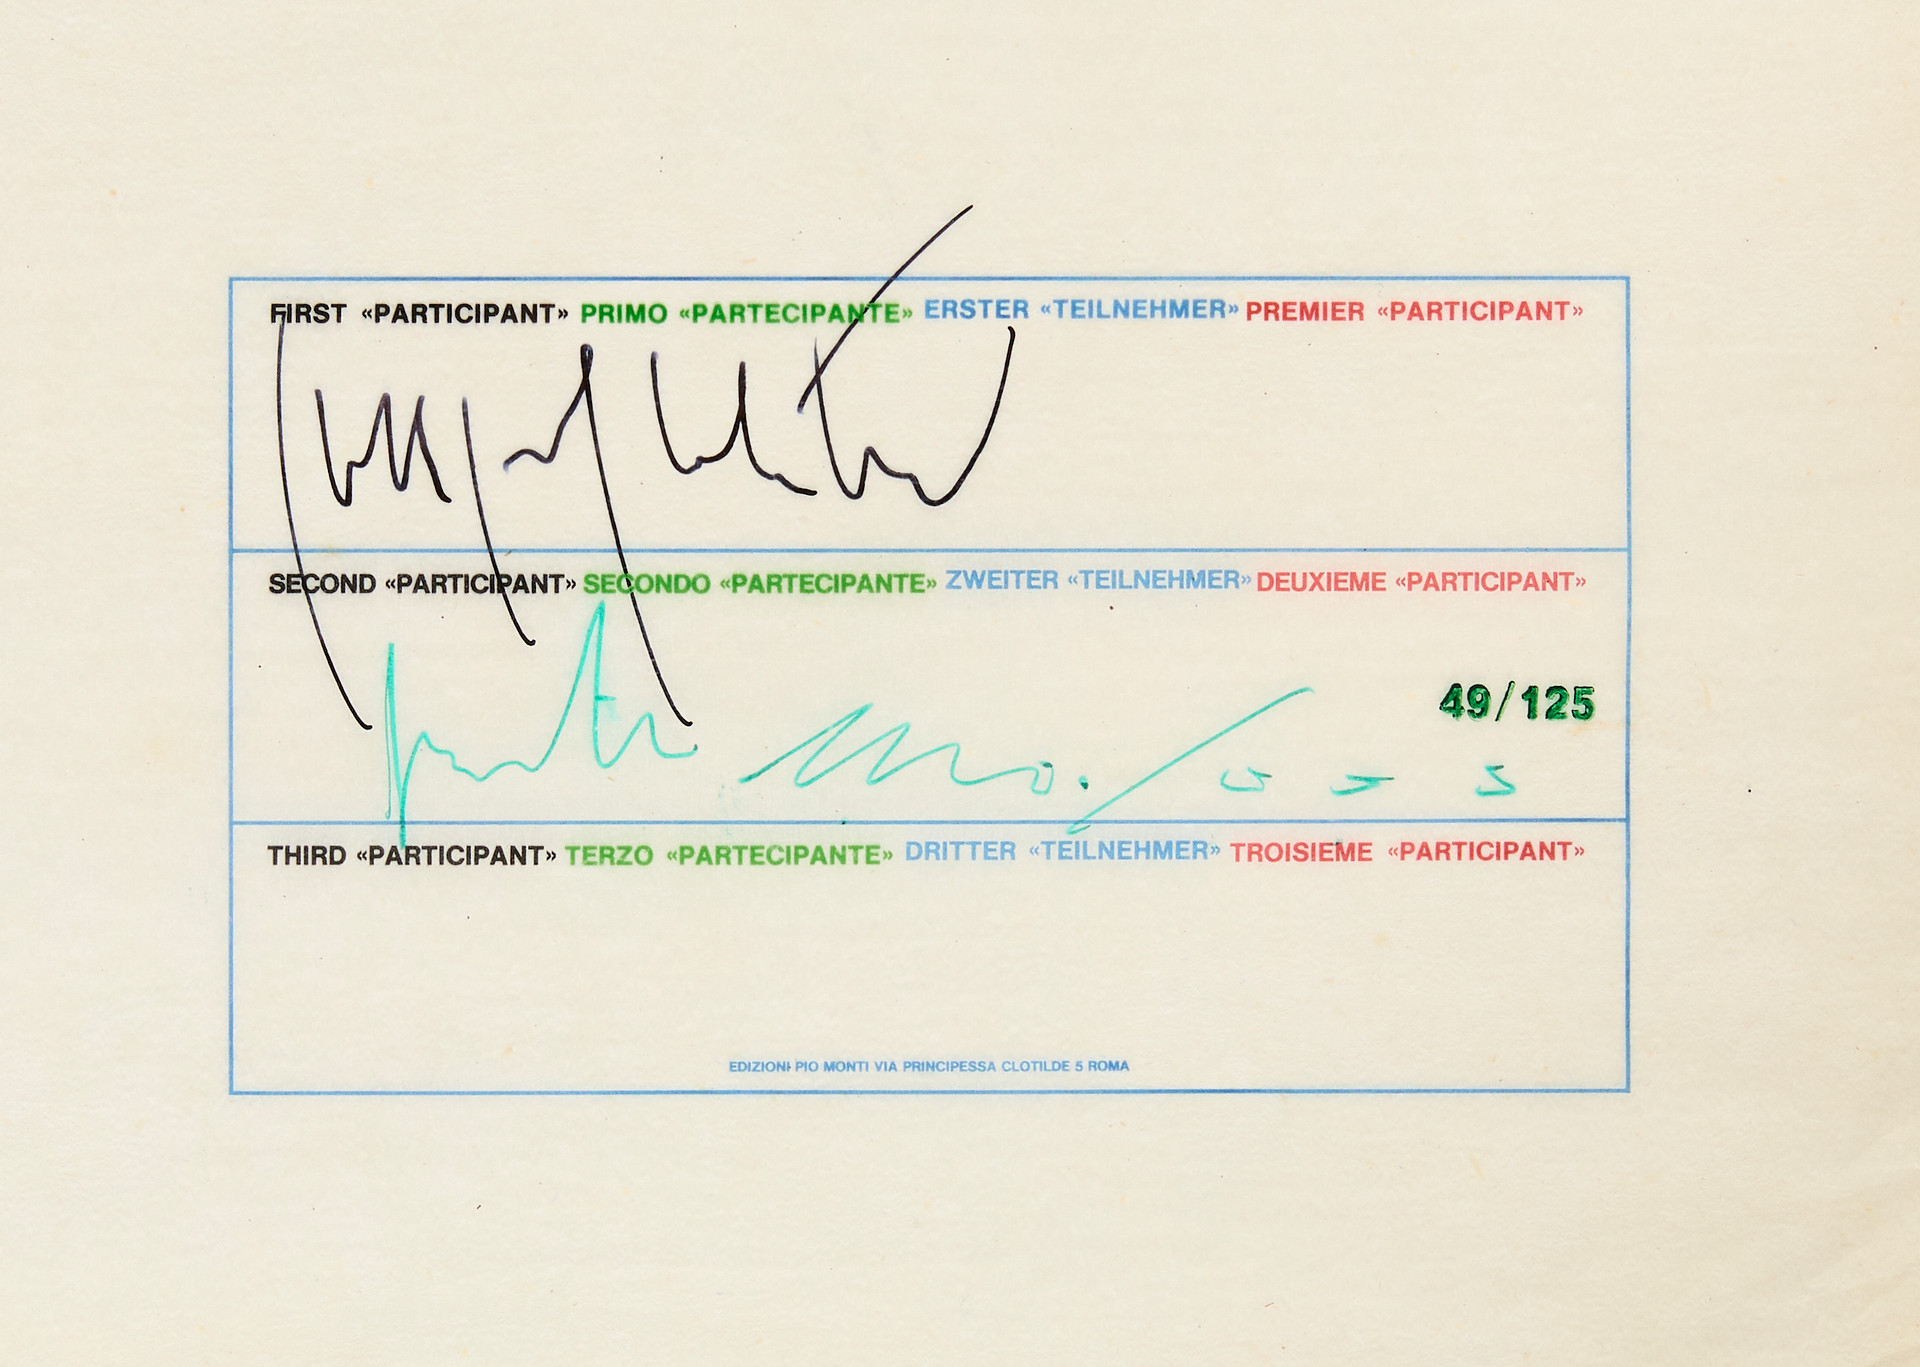 FIRST «PARTICIPANT» PRIMO «PARTECIPANTE» ERSTER «TEILNEHMER» PREMIER «PARTICIPANT»
SECOND «PARTICIPANT» SECONDO «PARTECIPANTE» ZWEITER «TEILNEHMER» DEUXIEME «PARTICIPANT»
49/125
THIRD «PARTICIPANT» TERZO «PARTECIPANTE» DRITTER «TEILNEHMER» TROISIEME «PARTICIPANT»
EDIZIONI PIO MONTI VIA PRINCIPESSA CLOTILDE 5 ROMA